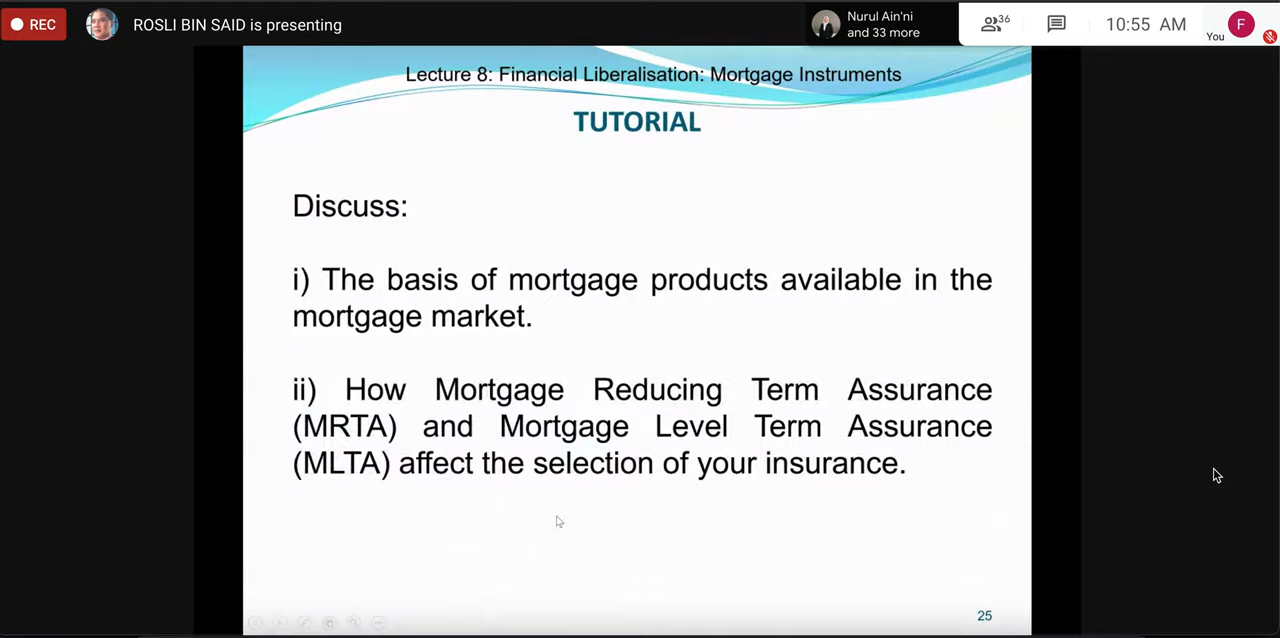 REC
ROSLI BIN SAID is presenting
Nurul Ain'ni
and 33 more
36
10:55 AM
You
F
Lecture 8: Financial Liberalisation: Mortgage Instruments
TUTORIAL
Discuss:
i) The basis of mortgage products available in the
mortgage market.
ii) How Mortgage Reducing Term Assurance
(MRTA) and Mortgage Level Term Assurance
(MLTA) affect the selection of your insurance.
25